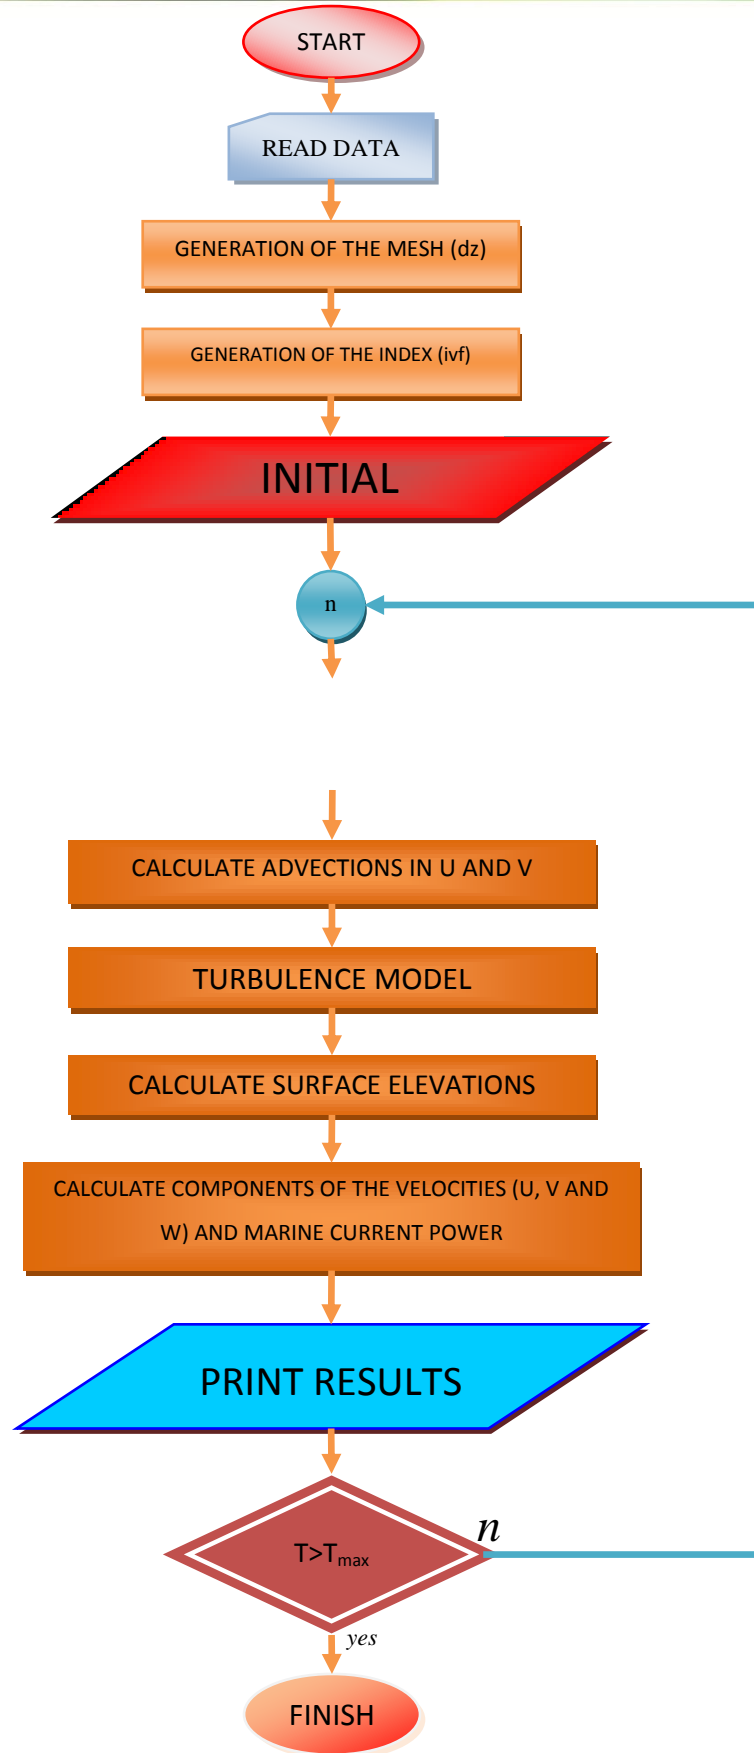 START
READ DATA
GENERATION OF THE MESH (dz)
GENERATION OF THE INDEX (ivf)
INITIAL
n
CALCULATE ADVECTIONS IN U AND V
TURBULENCE MODEL
CALCULATE SURFACE ELEVATIONS
CALCULATE COMPONENTS OF THE VELOCITIES (U, V AND
W) AND MARINE CURRENT POWER
PRINT RESULTS
n
T>Tmax
yes
FINISH